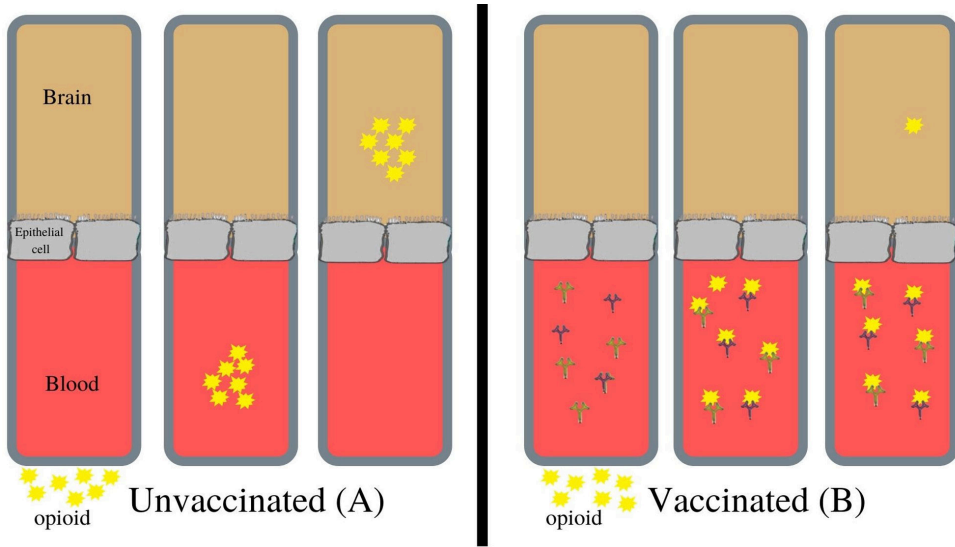 Brain
Epithelial
cell
Blood
opioid
Unvaccinated (A)
opioid
Vaccinated (B)